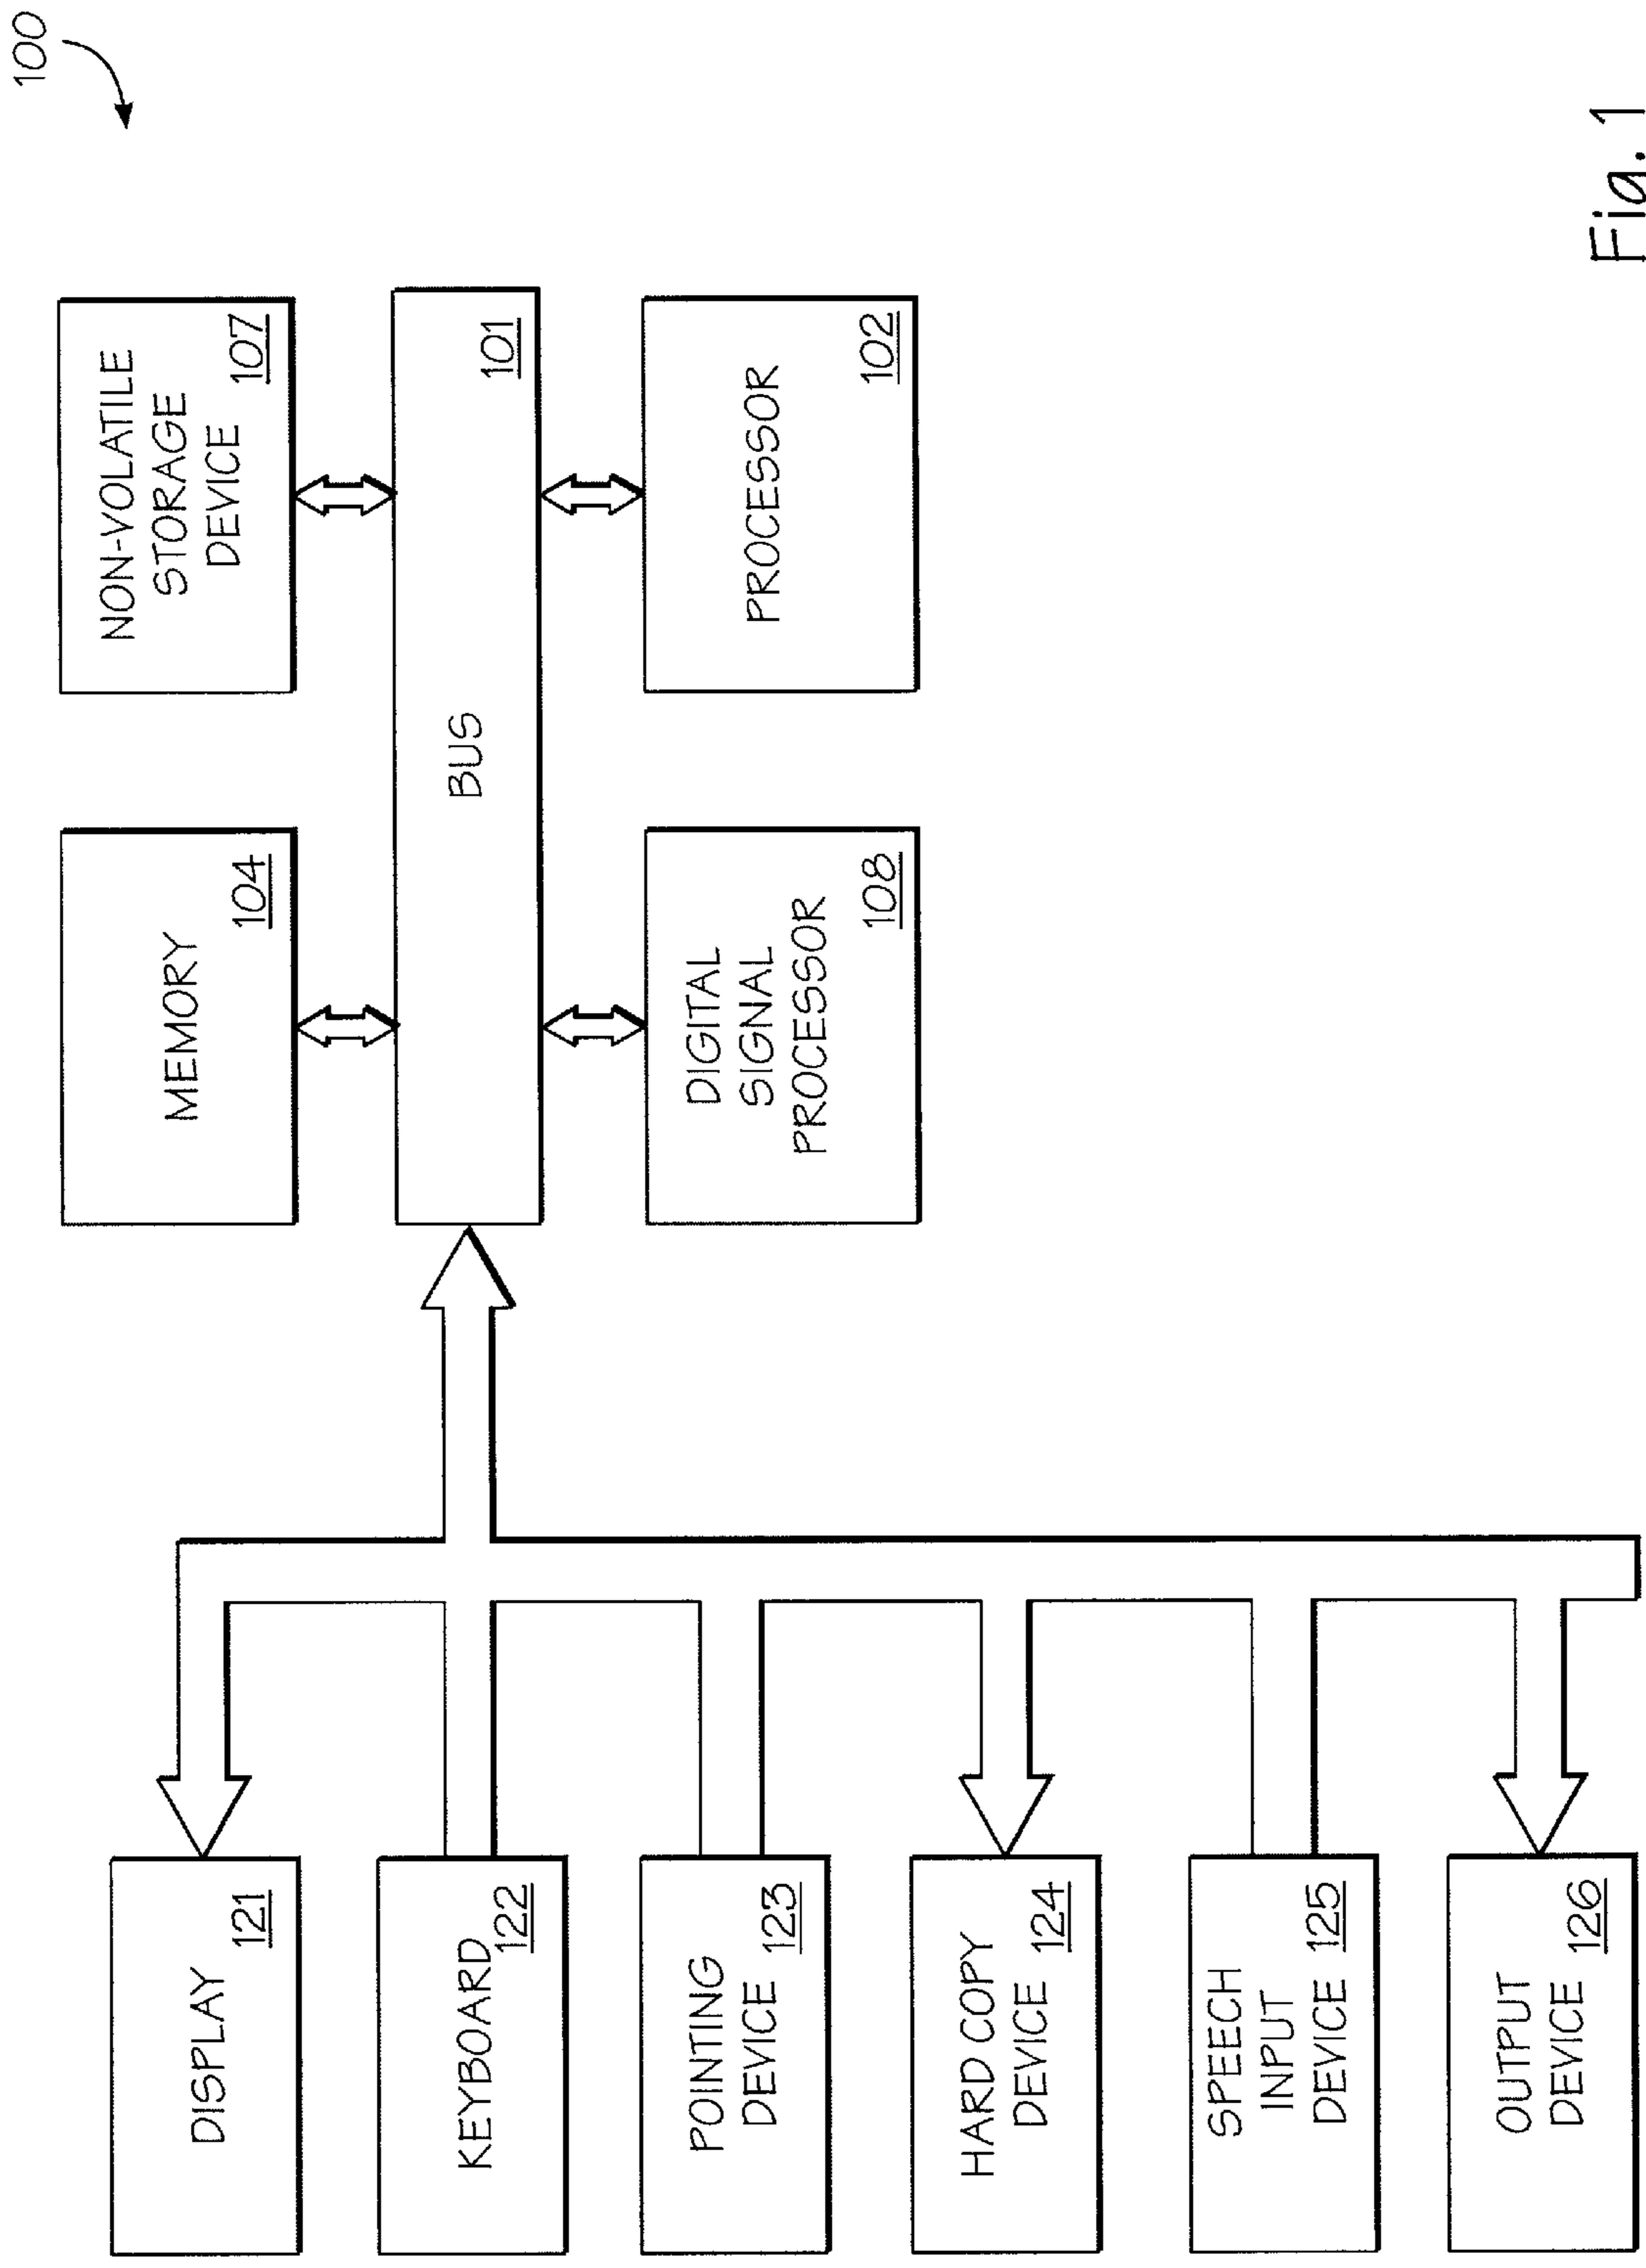 100
DISPLAY
121
KEYBOARD
122
POINTING
DEVICE 123
HARD COPY
DEVICE 124
SPEECH
INPUT
DEVICE 125
OUTPUT
DEVICE 126
MEMORY
104
NON-VOLATILE
STORAGE
DEVICE
107
BUS
101
DIGITAL
SIGNAL
PROCESSOR
108
PROCESSOR
102
Fig. 1